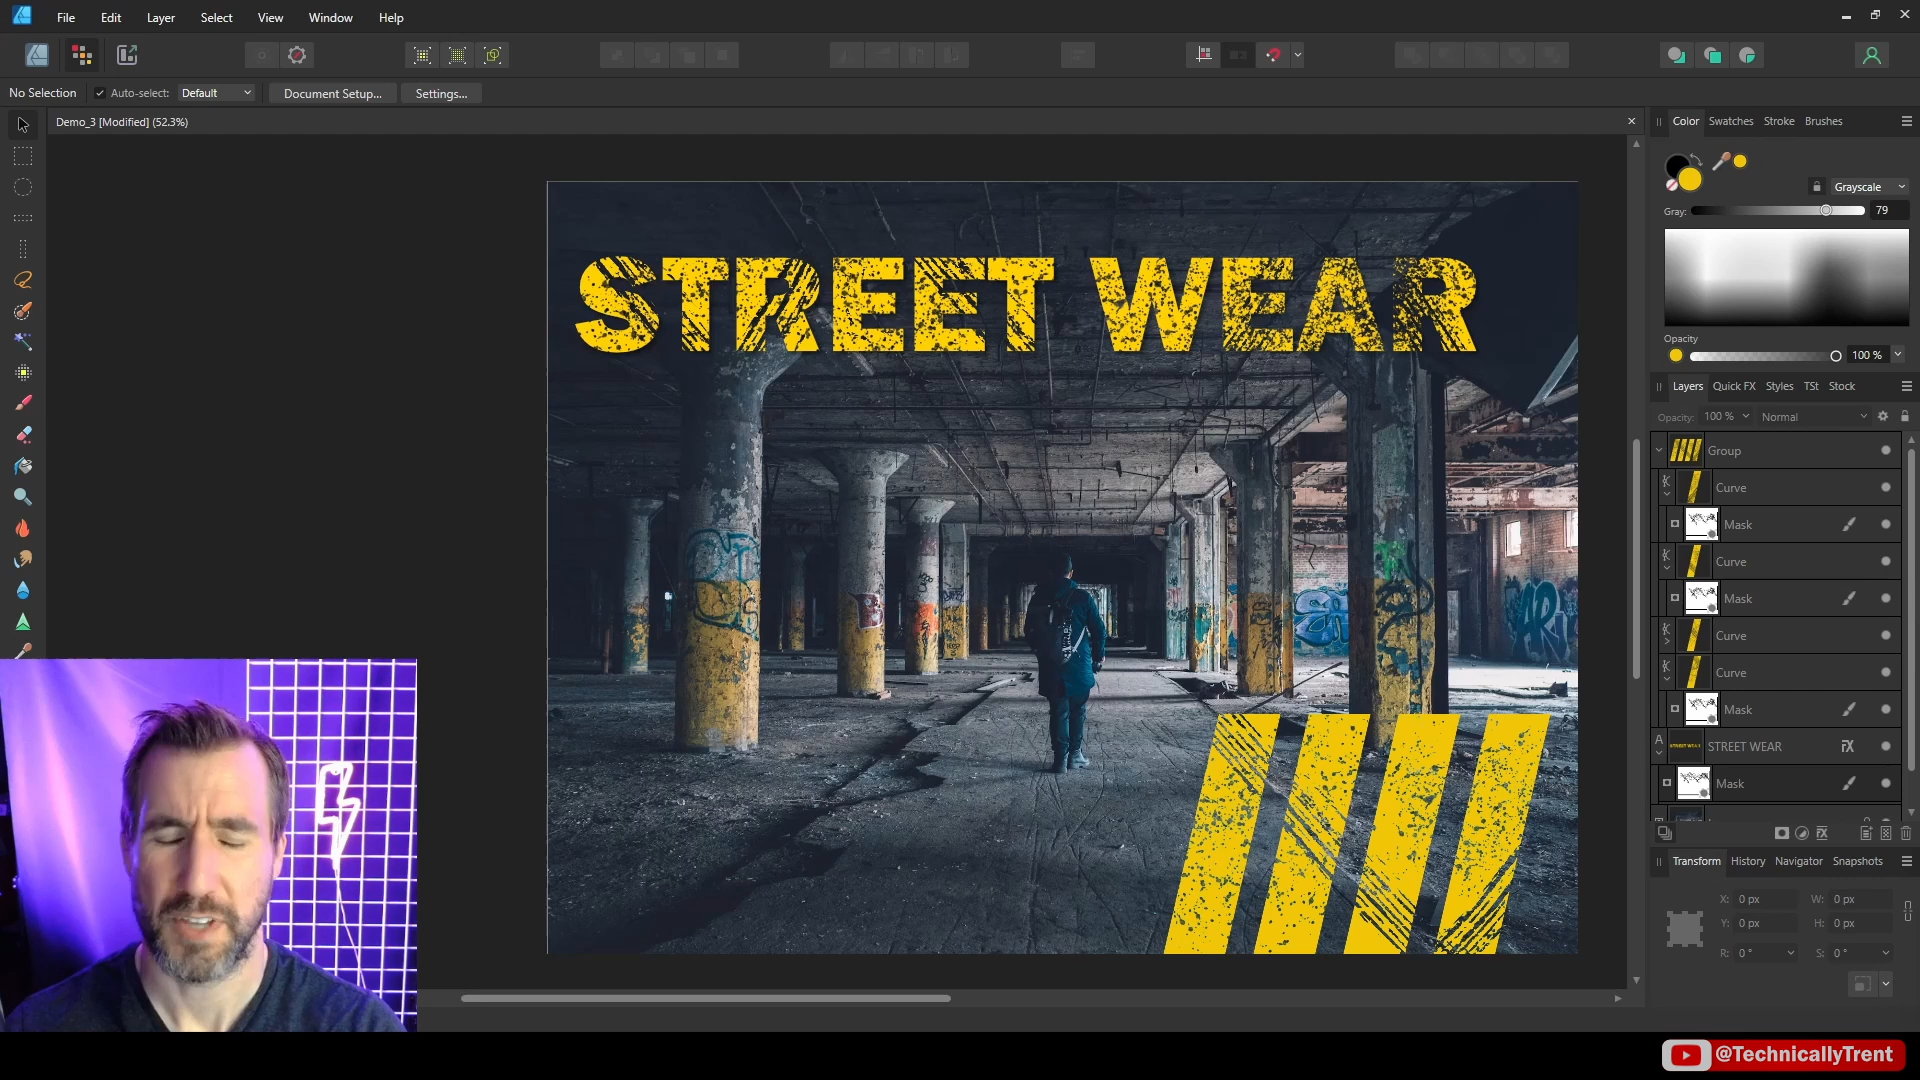 File Edit Layer Select View Window Help
No Selection Auto-select: Default Document Setup... Settings...
Demo_3 [Modified] (52.3%)
Color Swatches Stroke Brushes
Grayscale
Gray: 79
Opacity
100 %
Layers Quick FX Styles TSt Stock
Opacity: 100 % Normal
Group
Curve
Mask
Curve
Mask
Curve
Curve
Mask
A STREET WEAR
Mask
Transform History Navigator Snapshots
X: 0 px W: 0 px
Y: 0 px H: 0 px
R: 0 ° S: 0 °
STREET WEAR
@TechnicallyTrent